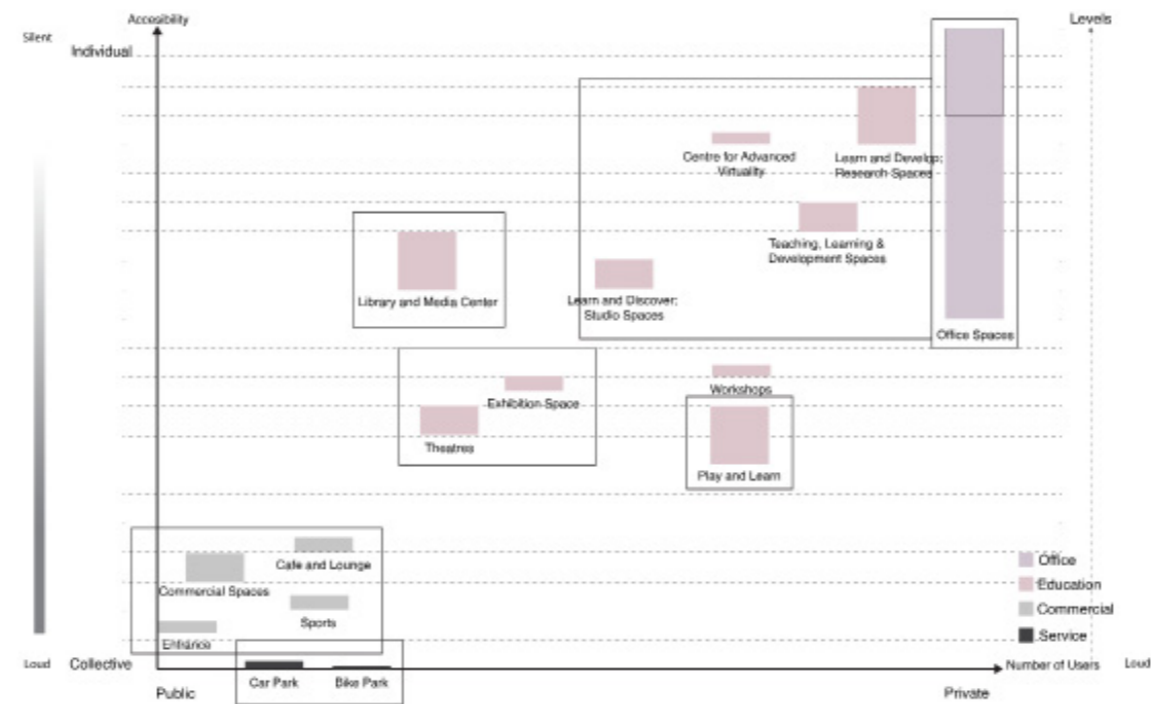 Accesibility
Levels
Silent
Individual
Centre for Advanced
Virtuality
Learn and Develop;
Research Spaces
Teaching, Learning &
Development Spaces
Library and Media Center
Learn and Discover;
Studio Spaces
Office Spaces
Workshops
Exhibition Space
Theatres
Play and Learn
Cafe and Lounge
Commercial Spaces
Sports
Entrance
Office
Education
Commercial
Service
Loud
Collective
Number of Users
Loud
Car Park
Bike Park
Public
Private